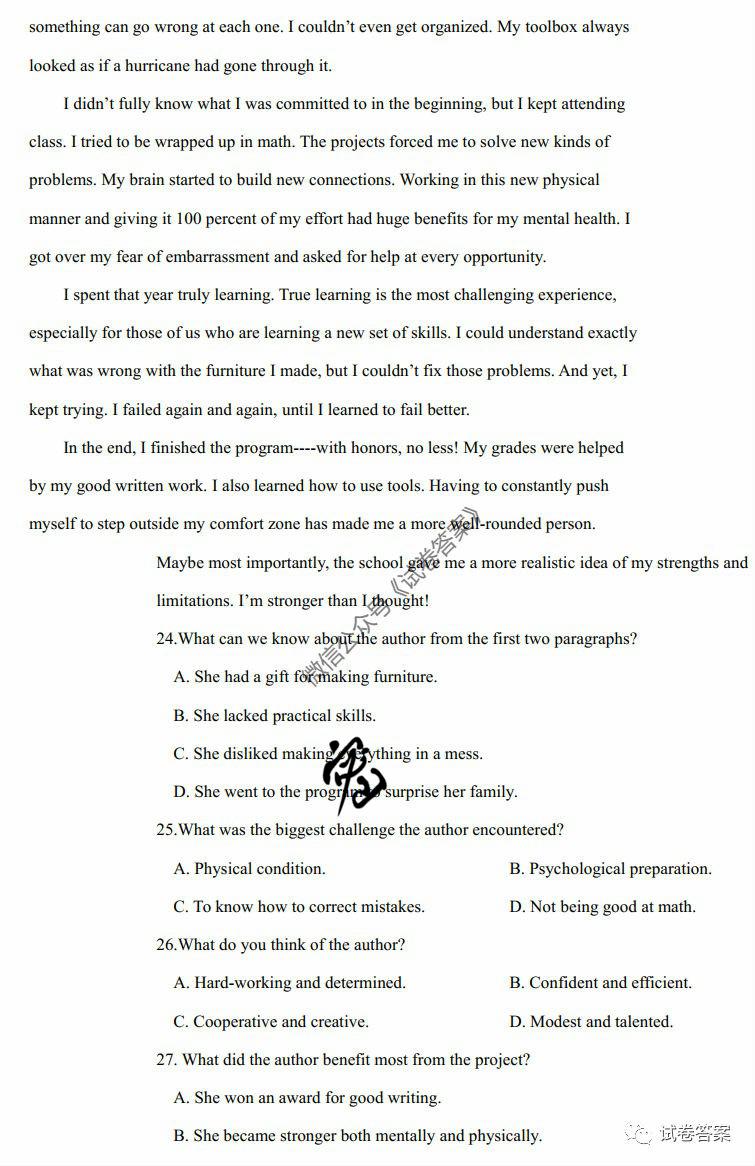 something can go wrong at each one. I couldn’t even get organized. My toolbox always
looked as if a hurricane had gone through it.
I didn’t fully know what I was committed to in the beginning, but I kept attending
class. I tried to be wrapped up in math. The projects forced me to solve new kinds of
problems. My brain started to build new connections. Working in this new physical
manner and giving it 100 percent of my effort had huge benefits for my mental health. I
got over my fear of embarrassment and asked for help at every opportunity.
I spent that year truly learning. True learning is the most challenging experience,
especially for those of us who are learning a new set of skills. I could understand exactly
what was wrong with the furniture I made, but I couldn’t fix those problems. And yet, I
kept trying. I failed again and again, until I learned to fail better.
In the end, I finished the program----with honors, no less! My grades were helped
by my good written work. I also learned how to use tools. Having to constantly push
myself to step outside my comfort zone has made me a more well-rounded person.
Maybe most importantly, the school gave me a more realistic idea of my strengths and
limitations. I’m stronger than I thought!
微信公众号《试卷答案》
24.What can we know about the author from the first two paragraphs?
A. She had a gift for making furniture.
B. She lacked practical skills.
C. She disliked making everything in a mess.
D. She went to the program to surprise her family.
25.What was the biggest challenge the author encountered?
A. Physical condition. B. Psychological preparation.
C. To know how to correct mistakes. D. Not being good at math.
26.What do you think of the author?
A. Hard-working and determined. B. Confident and efficient.
C. Cooperative and creative. D. Modest and talented.
27. What did the author benefit most from the project?
A. She won an award for good writing.
B. She became stronger both mentally and physically.
试卷答案